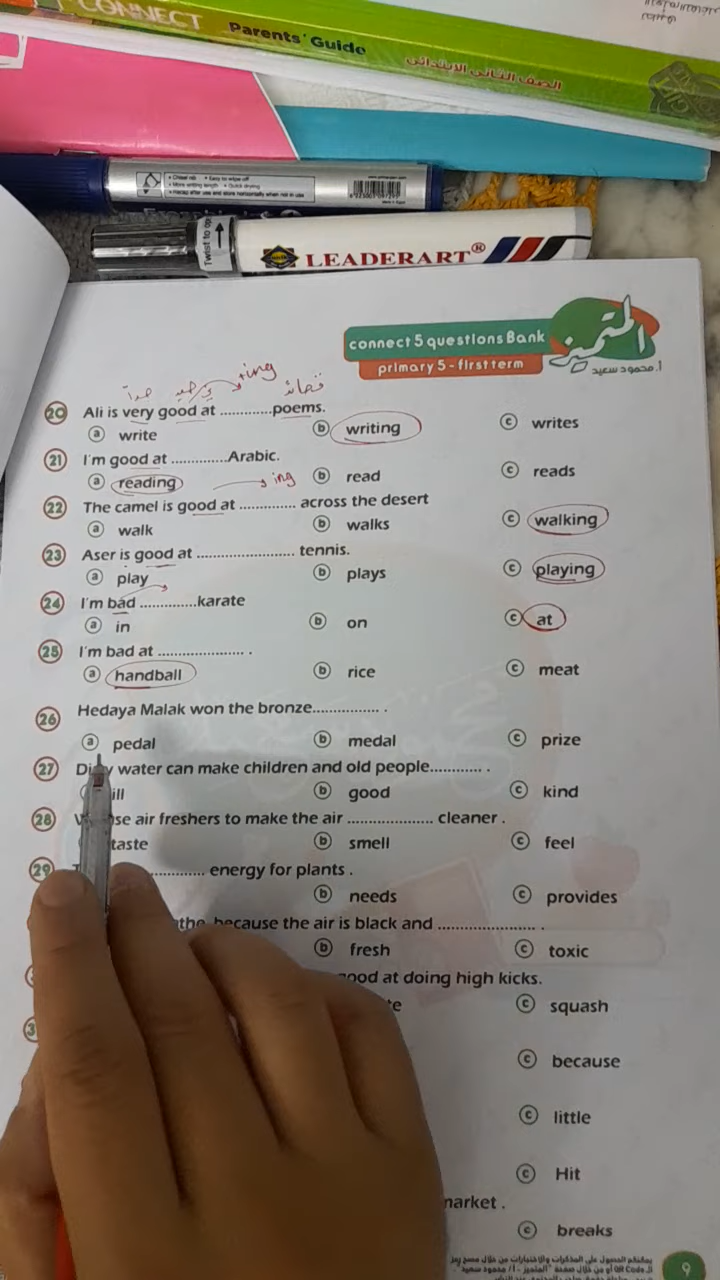 CONNECT Parents' Guide الصف الثاني الابتدائي
Twist to op
LEADERART®
connect 5 questions Bank
primary 5 - first term
المتميز
أ. محمود سعيد
+ing
قصائد
جداً
20 Ali is very good at ............poems.
a write b writing c writes
21 I'm good at .............Arabic.
a reading b read c reads
ing
22 The camel is good at ............. across the desert
a walk b walks c walking
23 Aser is good at ...................... tennis.
a play b plays c playing
24 I'm bad .............karate
a in b on c at
25 I'm bad at .................... .
a handball b rice c meat
26 Hedaya Malak won the bronze............... .
a pedal b medal c prize
27 water can make children and old people............ .
ill b good c kind
28 se air freshers to make the air .................... cleaner .
taste b smell c feel
29 ............ energy for plants .
b needs c provides
because the air is black and ...................... .
b fresh c toxic
good at doing high kicks.
c squash
c because
c little
c Hit
market .
c breaks
9